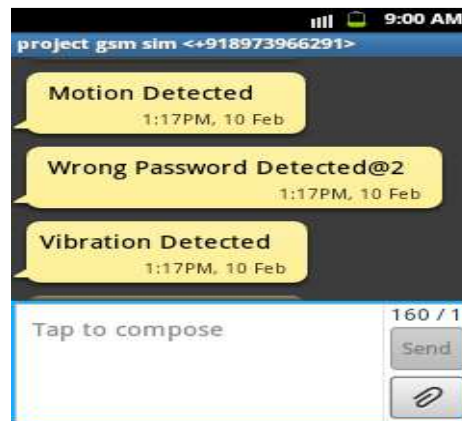 9:00 AM
project gsm sim <+918973966291>
Motion Detected
1:17PM, 10 Feb
Wrong Password Detected@2
1:17PM, 10 Feb
Vibration Detected
1:17PM, 10 Feb
Tap to compose
160 / 1
Send